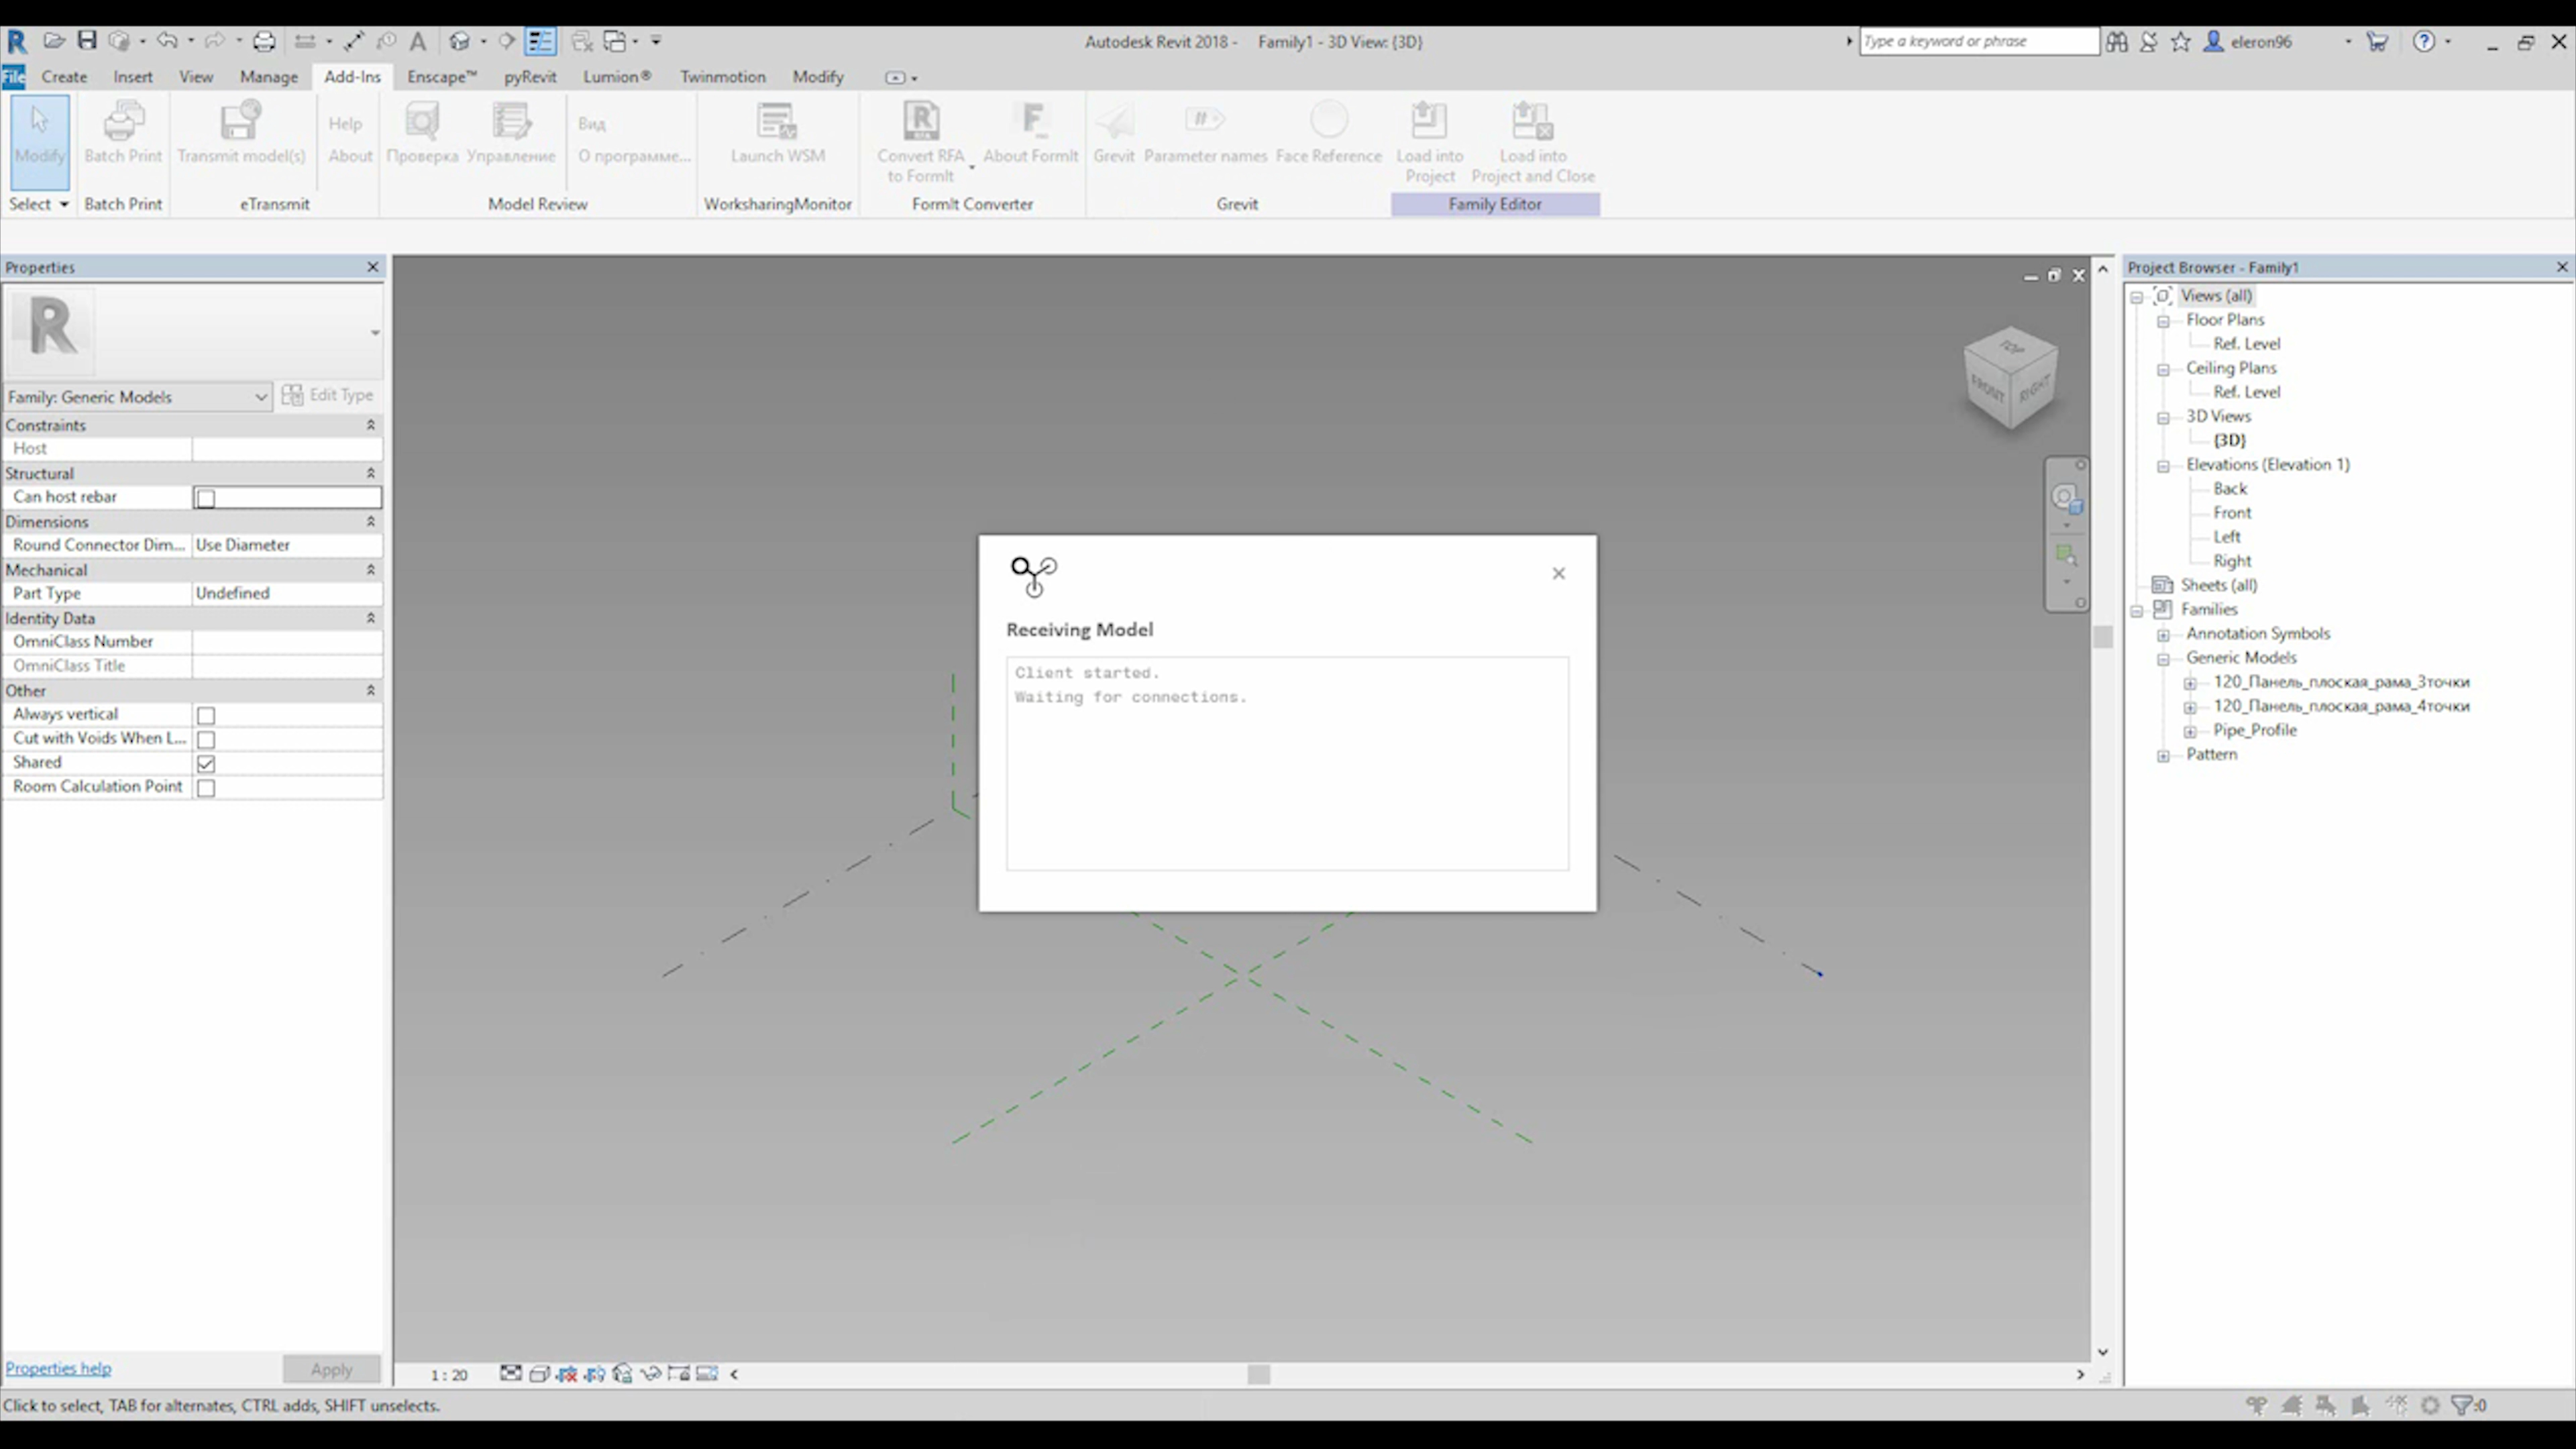 Autodesk Revit 2018 - Family1 - 3D View: {3D}
Type a keyword or phrase
eleron96
File Create Insert View Manage Add-Ins Enscape™ pyRevit Lumion® Twinmotion Modify
Modify
Batch Print
Transmit model(s)
Help
About
Проверка
Управление
Вид
О программе...
Launch WSM
Convert RFA
to FormIt
About FormIt
Grevit
Parameter names
Face Reference
Load into
Project
Load into
Project and Close
Select Batch Print eTransmit Model Review WorksharingMonitor FormIt Converter Grevit Family Editor
Properties
Family: Generic Models
Edit Type
Constraints
Host
Structural
Can host rebar
Dimensions
Round Connector Dim... Use Diameter
Mechanical
Part Type Undefined
Identity Data
OmniClass Number
OmniClass Title
Other
Always vertical
Cut with Voids When L...
Shared
Room Calculation Point
Properties help
Apply
TOP
FRONT
RIGHT
Receiving Model
Client started.
Waiting for connections.
1 : 20
Project Browser - Family1
Views (all)
Floor Plans
Ref. Level
Ceiling Plans
Ref. Level
3D Views
{3D}
Elevations (Elevation 1)
Back
Front
Left
Right
Sheets (all)
Families
Annotation Symbols
Generic Models
120_Панель_плоская_рама_3точки
120_Панель_плоская_рама_4точки
Pipe_Profile
Pattern
Click to select, TAB for alternates, CTRL adds, SHIFT unselects.
:0